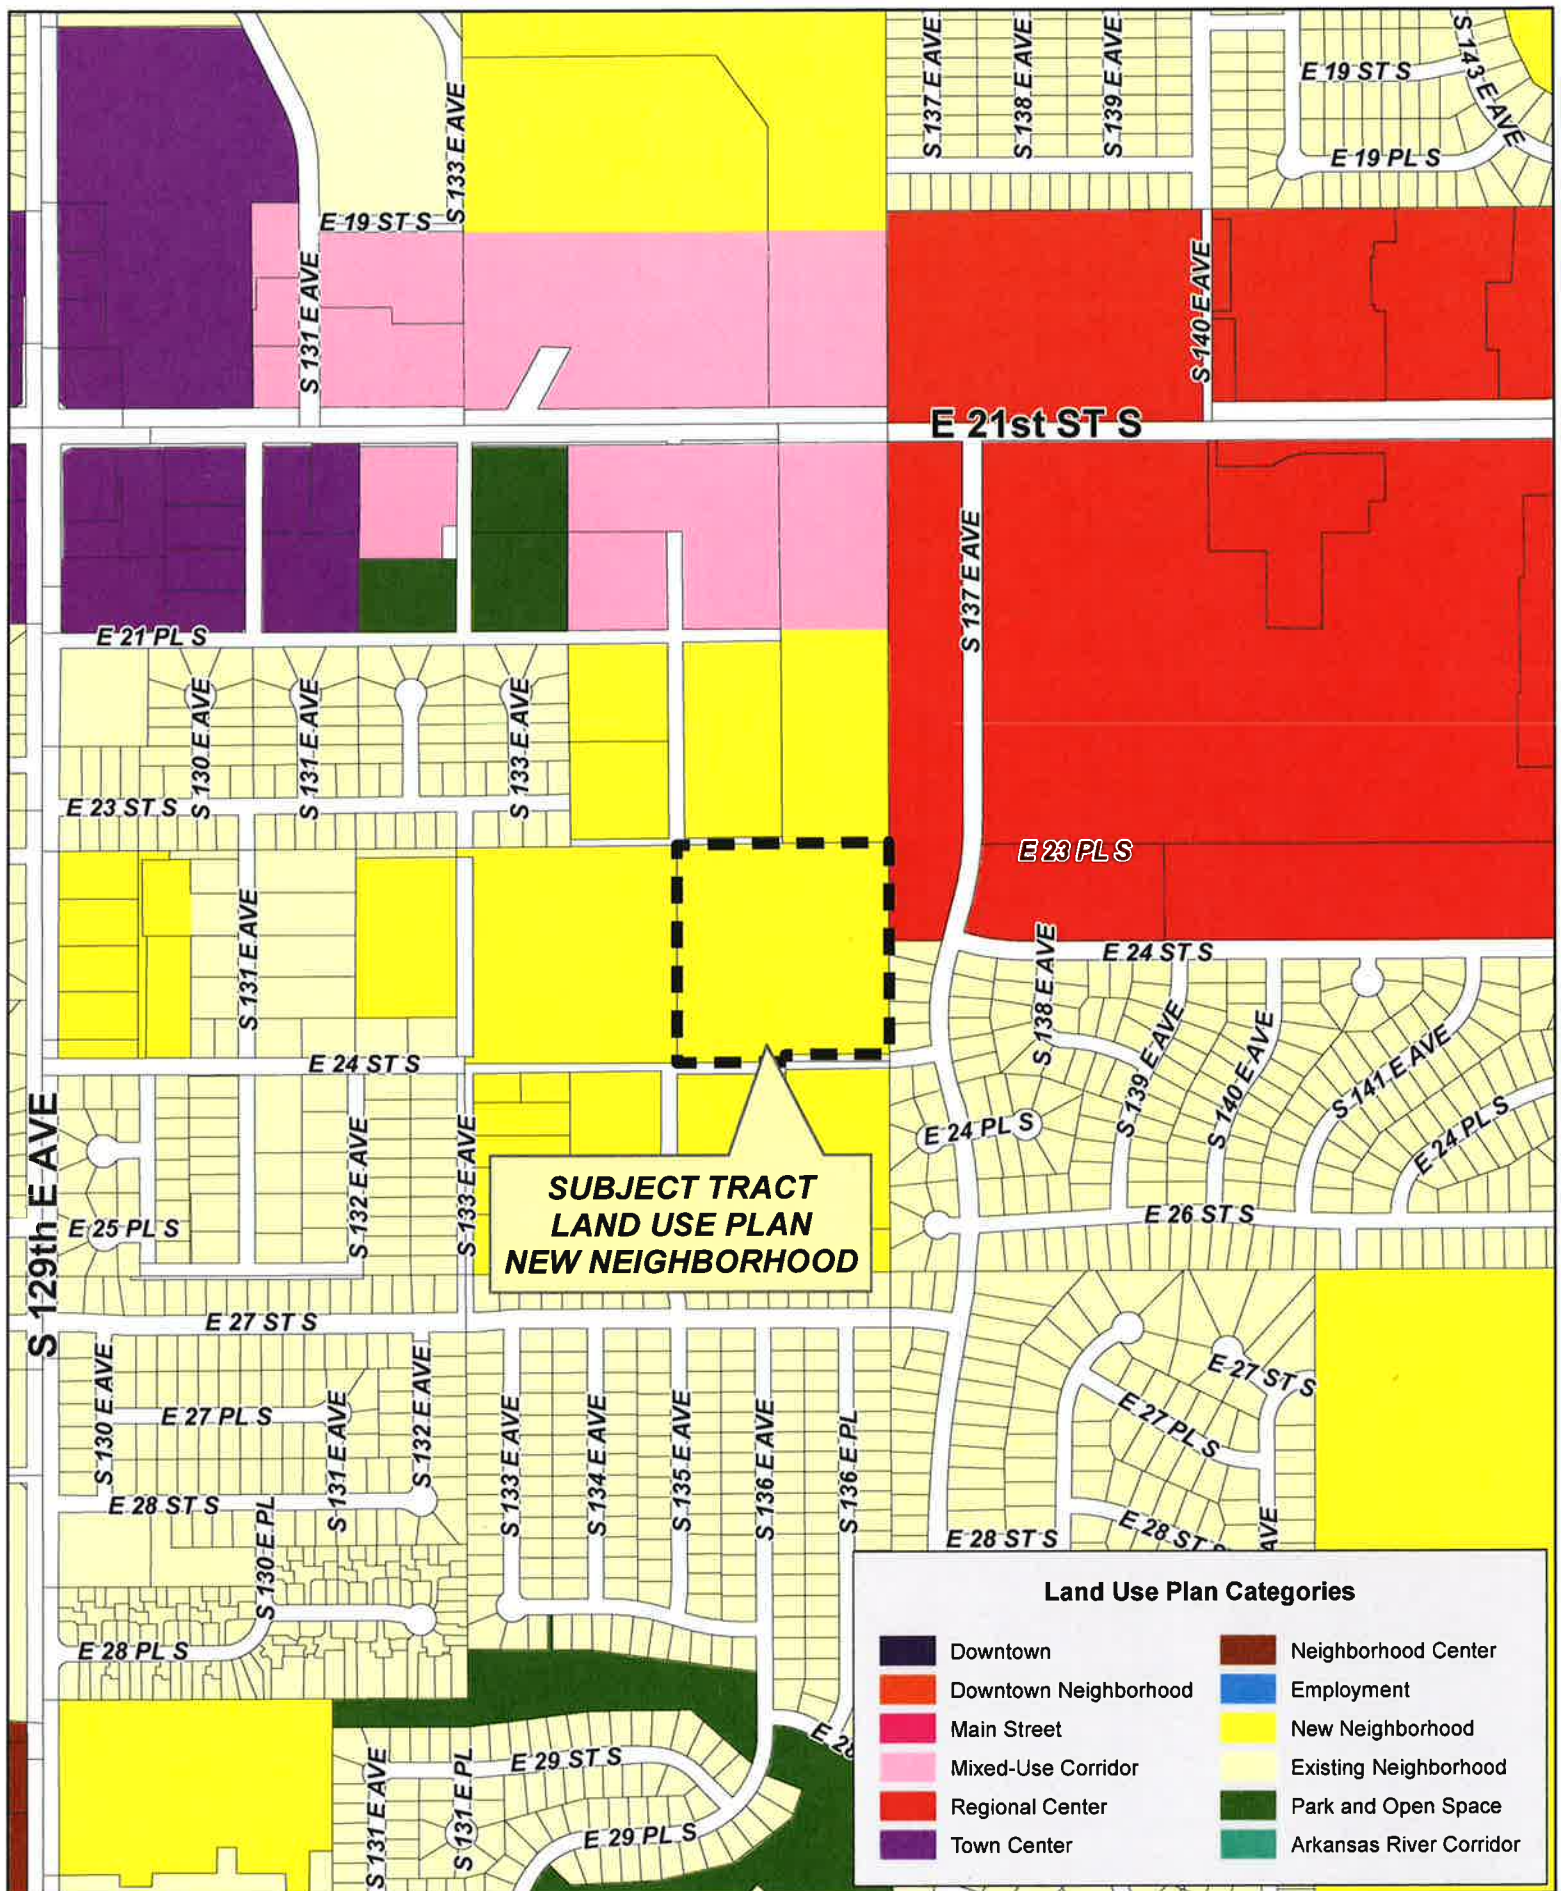 S 137 E AVE
S 138 E AVE
S 139 E AVE
S 143 E AVE
E 19 ST S
E 19 PL S
S 133 E AVE
E 19 ST S
S 131 E AVE
S 140 E AVE
E 21st ST S
S 137 E AVE
E 21 PL S
S 130 E AVE
S 131 E AVE
S 133 E AVE
E 23 ST S
E 23 PL S
S 131 E AVE
S 138 E AVE
E 24 ST S
S 139 E AVE
S 140 E AVE
S 141 E AVE
E 24 PL S
E 24 ST S
E 24 PL S
S 129th E AVE
S 132 E AVE
S 133 E AVE
SUBJECT TRACT
LAND USE PLAN
NEW NEIGHBORHOOD
E 25 PL S
E 26 ST S
E 27 ST S
S 130 E AVE
E 27 PL S
S 131 E AVE
S 132 E AVE
S 133 E AVE
S 134 E AVE
S 135 E AVE
S 136 E AVE
S 136 E PL
E 27 ST S
E 27 PL S
E 28 ST S
S 130 E PL
E 28 ST S
E 28 ST S
AVE
E 28 PL S
E 28
S 131 E AVE
S 131 E PL
E 29 ST S
E 29 PL S
Land Use Plan Categories
Downtown
Downtown Neighborhood
Main Street
Mixed-Use Corridor
Regional Center
Town Center
Neighborhood Center
Employment
New Neighborhood
Existing Neighborhood
Park and Open Space
Arkansas River Corridor